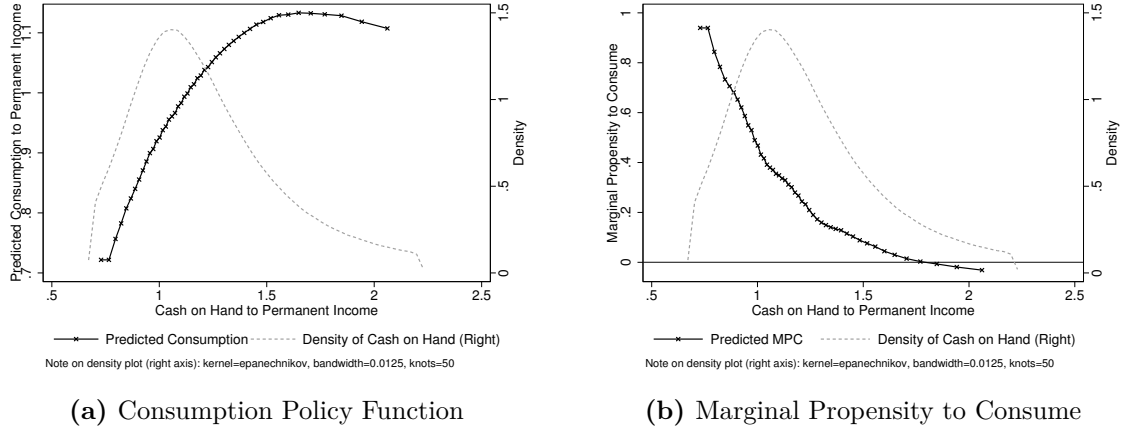 Predicted Consumption to Permanent Income
.7 .8 .9 1 1.1
0 .5 1 1.5
Density
.5 1 1.5 2 2.5
Cash on Hand to Permanent Income
Predicted Consumption Density of Cash on Hand (Right)
Note on density plot (right axis): kernel=epanechnikov, bandwidth=0.0125, knots=50
(a) Consumption Policy Function
Marginal Propensity to Consume
0 .2 .4 .6 .8 1
0 .5 1 1.5
Density
.5 1 1.5 2 2.5
Cash on Hand to Permanent Income
Predicted MPC Density of Cash on Hand (Right)
Note on density plot (right axis): kernel=epanechnikov, bandwidth=0.0125, knots=50
(b) Marginal Propensity to Consume